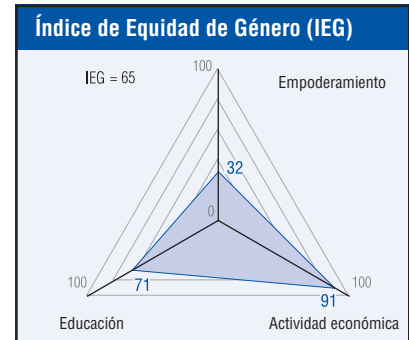 Índice de Equidad de Género (IEG)
IEG = 65
100
Empoderamiento
32
0
100
71
100
91
Educación
Actividad económica